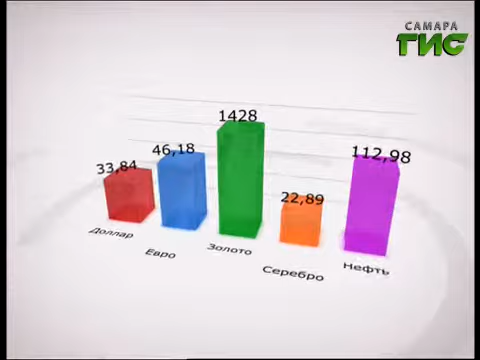 САМАРА
ГИС
1428
46,18
33,84
112,98
22,89
Доллар
Евро
Золото
Серебро
Нефть